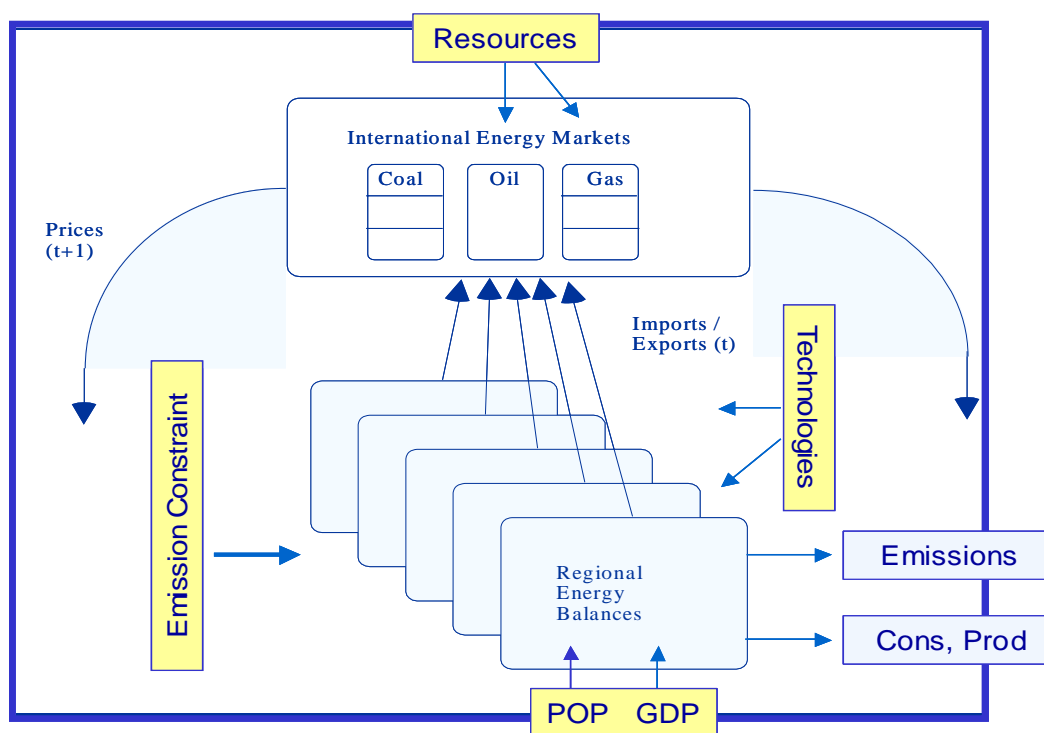 Resources
International Energy Markets
Coal
Oil
Gas
Prices
(t+1)
Imports /
Exports (t)
Technologies
Emission Constraint
Regional
Energy
Balances
Emissions
Cons, Prod
POP GDP